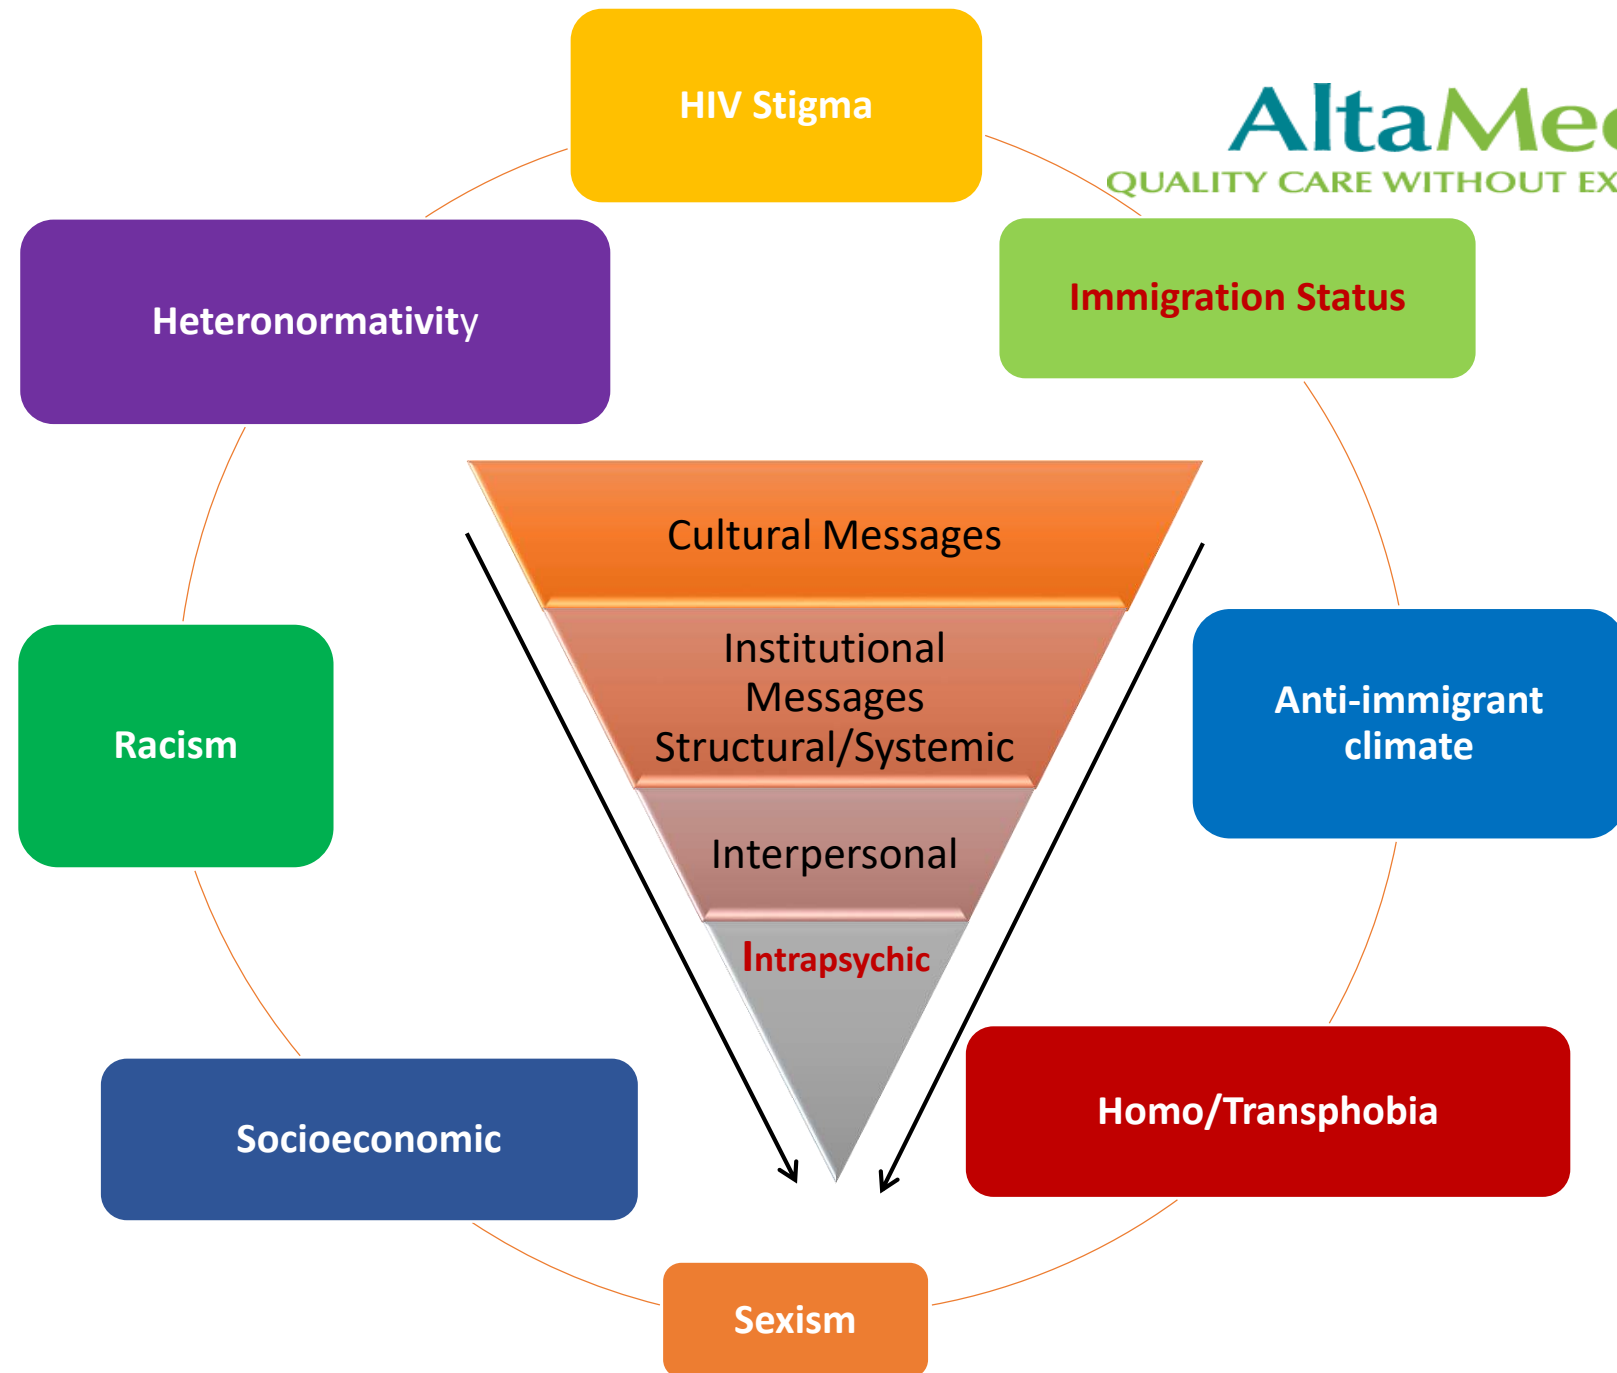 HIV Stigma
AltaMed
QUALITY CARE WITHOUT EX
Heteronormativity
Immigration Status
Cultural Messages
Institutional
Messages
Structural/Systemic
Interpersonal
Intrapsychic
Racism
Anti-immigrant
climate
Socioeconomic
Homo/Transphobia
Sexism